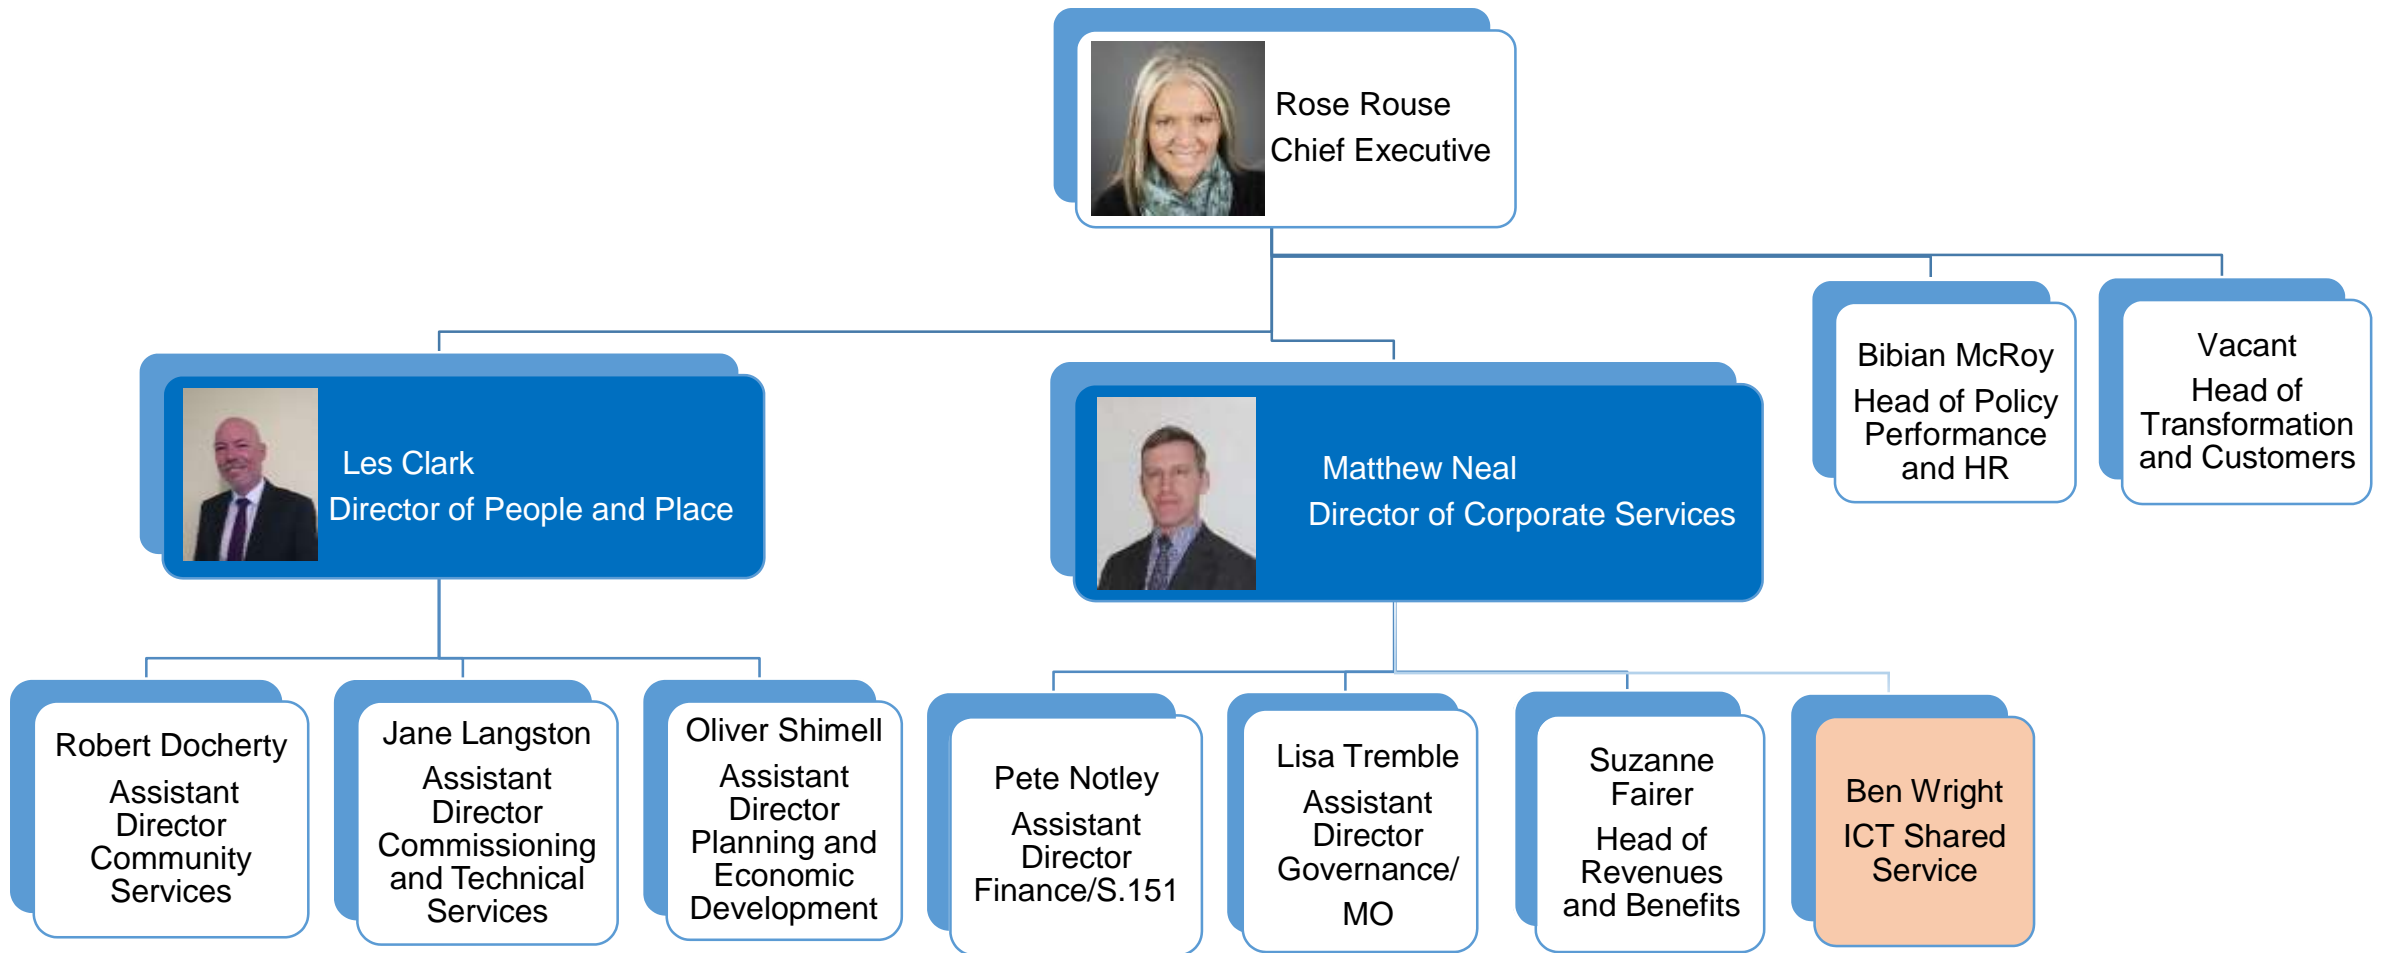 Rose Rouse
Chief Executive
Bibian McRoy
Head of Policy
Performance
and HR
Vacant
Head of
Transformation
and Customers
Les Clark
Director of People and Place
Matthew Neal
Director of Corporate Services
Robert Docherty
Assistant
Director
Community
Services
Jane Langston
Assistant
Director
Commissioning
and Technical
Services
Oliver Shimell
Assistant
Director
Planning and
Economic
Development
Pete Notley
Assistant
Director
Finance/S.151
Lisa Tremble
Assistant
Director
Governance/
MO
Suzanne
Fairer
Head of
Revenues
and Benefits
Ben Wright
ICT Shared
Service